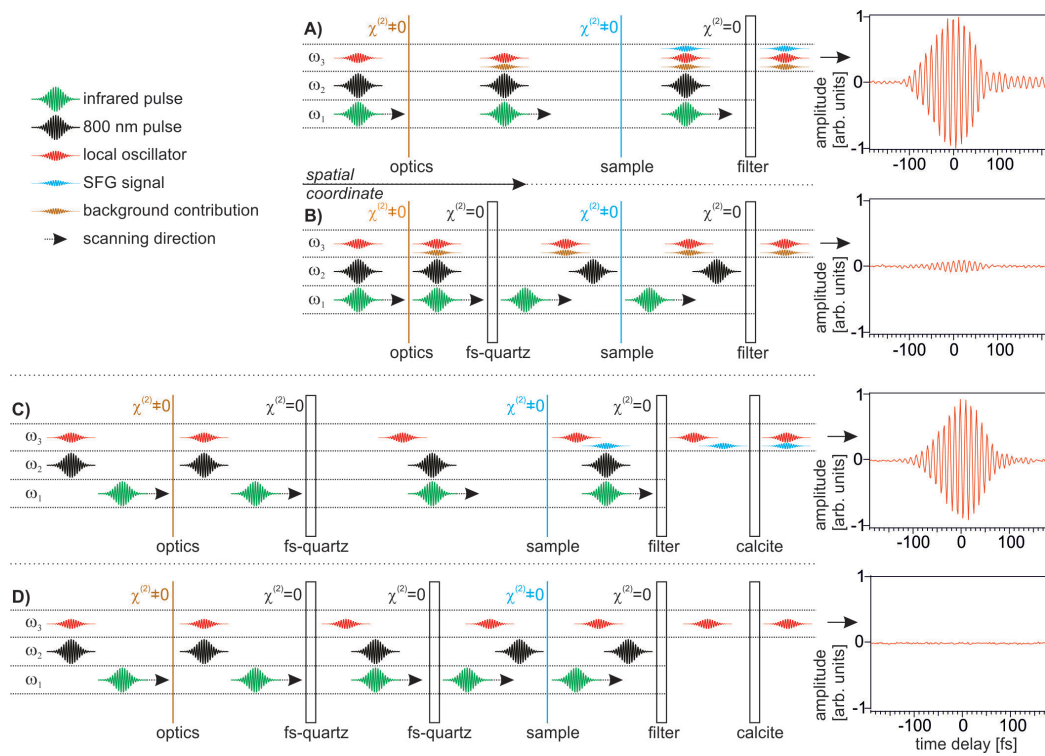 infrared pulse
800 nm pulse
local oscillator
SFG signal
background contribution
scanning direction
A)
χ(2)≠0
χ(2)≠0
χ(2)=0
ω3
ω2
ω1
optics
sample
filter
1
0
-1
amplitude
[arb. units]
-100
0
100
spatial
coordinate
B)
χ(2)≠0
χ(2)=0
χ(2)≠0
χ(2)=0
ω3
ω2
ω1
optics
fs-quartz
sample
filter
1
0
-1
amplitude
[arb. units]
-100
0
100
C)
χ(2)≠0
χ(2)=0
χ(2)≠0
χ(2)=0
ω3
ω2
ω1
optics
fs-quartz
sample
filter
calcite
1
0
-1
amplitude
[arb. units]
-100
0
100
D)
χ(2)≠0
χ(2)=0
χ(2)=0
χ(2)≠0
χ(2)=0
ω3
ω2
ω1
optics
fs-quartz
fs-quartz
sample
filter
calcite
1
0
-1
amplitude
[arb. units]
-100
0
100
time delay [fs]